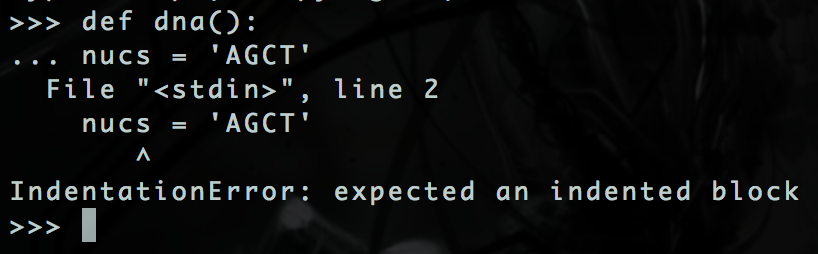 >>> def dna():
... nucs = 'AGCT'
  File "<stdin>", line 2
    nucs = 'AGCT'
       ^
IndentationError: expected an indented block
>>>